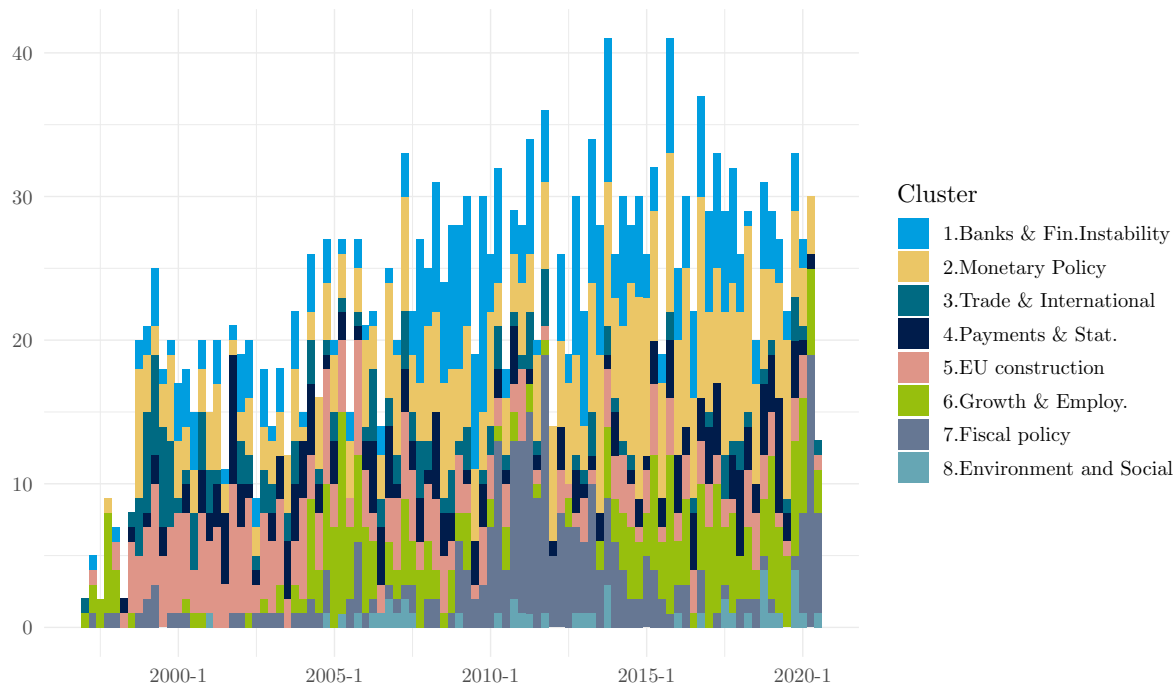 40
30
20
10
0
2000-1
2005-1
2010-1
2015-1
2020-1
Cluster
1.Banks & Fin.Instability
2.Monetary Policy
3.Trade & International
4.Payments & Stat.
5.EU construction
6.Growth & Employ.
7.Fiscal policy
8.Environment and Social